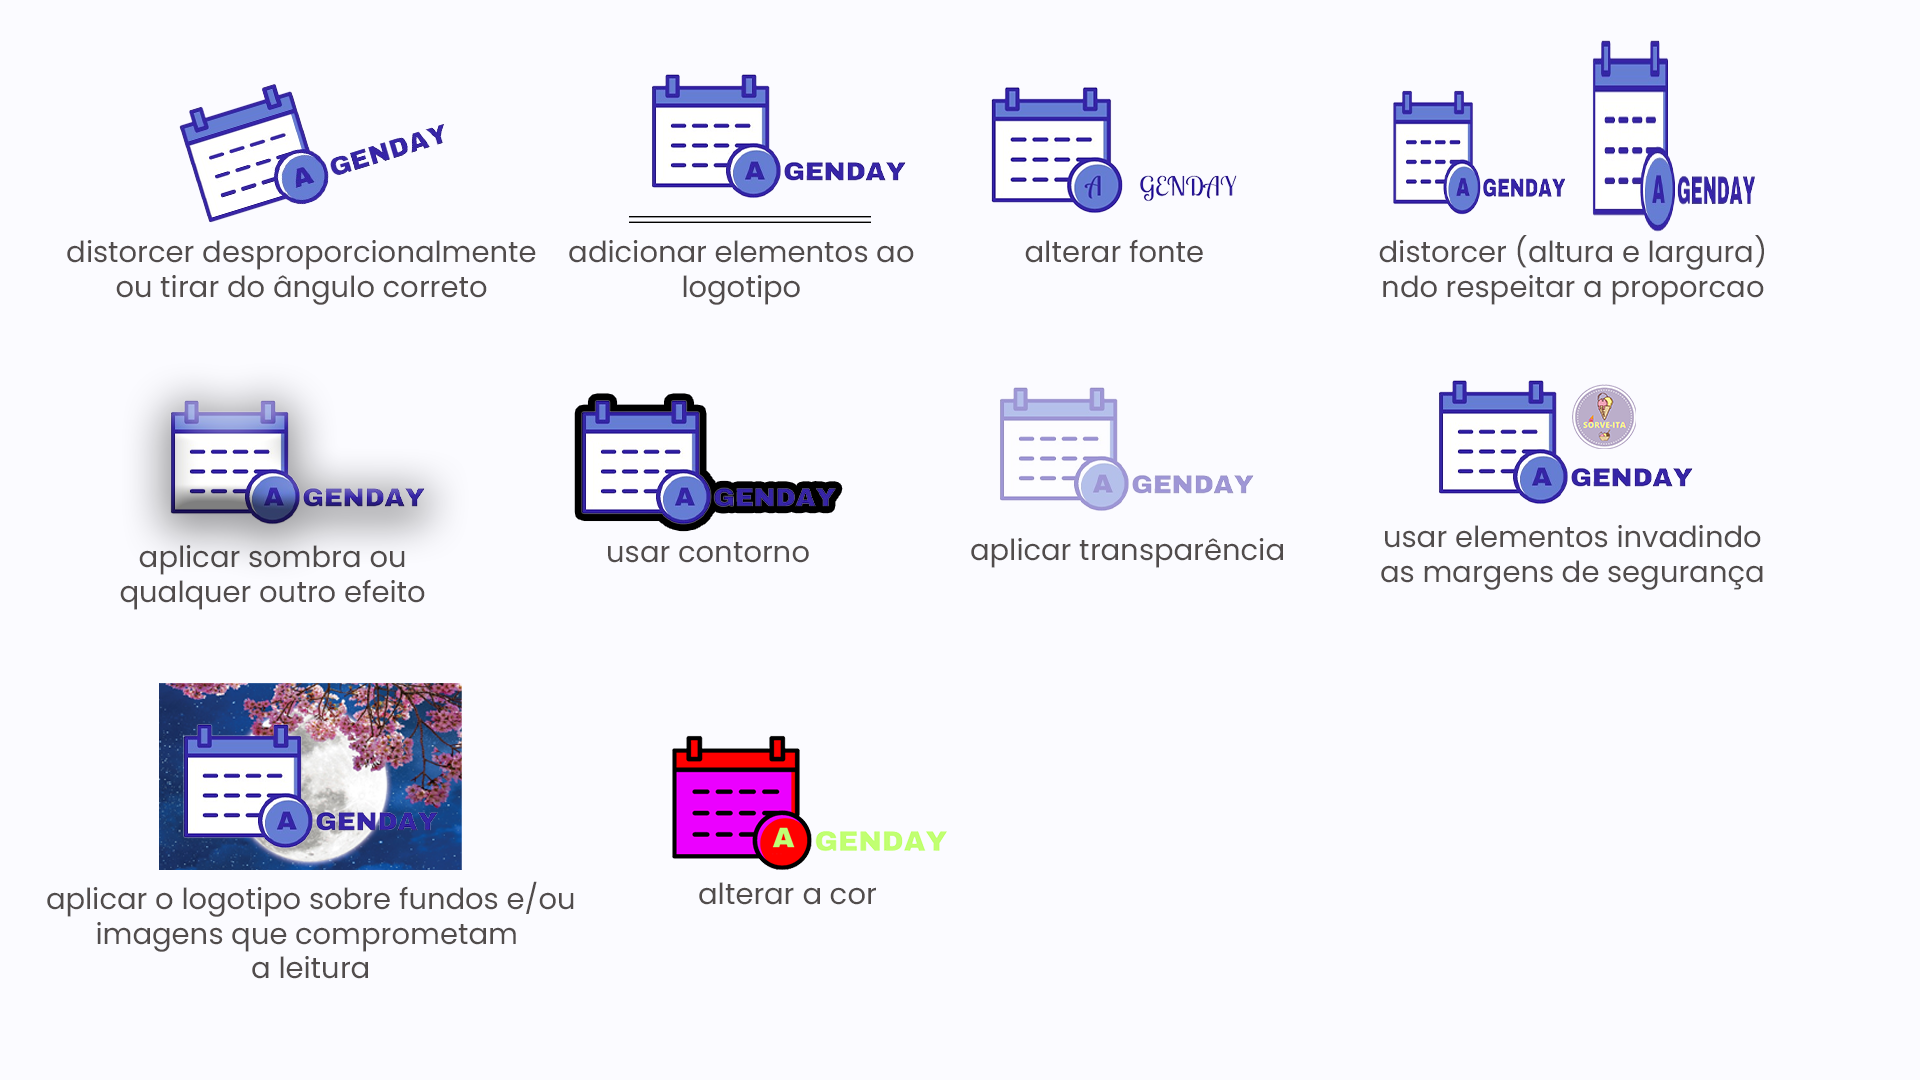 A GENDAY
distorcer desproporcionalmente
ou tirar do ângulo correto
A GENDAY
adicionar elementos ao
logotipo
A GENDAY
alterar fonte
A GENDAY
A GENDAY
distorcer (altura e largura)
ndo respeitar a proporcao
A GENDAY
aplicar sombra ou
qualquer outro efeito
A GENDAY
usar contorno
A GENDAY
aplicar transparência
SORVE-ITA
A GENDAY
usar elementos invadindo
as margens de segurança
A GENDAY
aplicar o logotipo sobre fundos e/ou
imagens que comprometam
a leitura
A GENDAY
alterar a cor